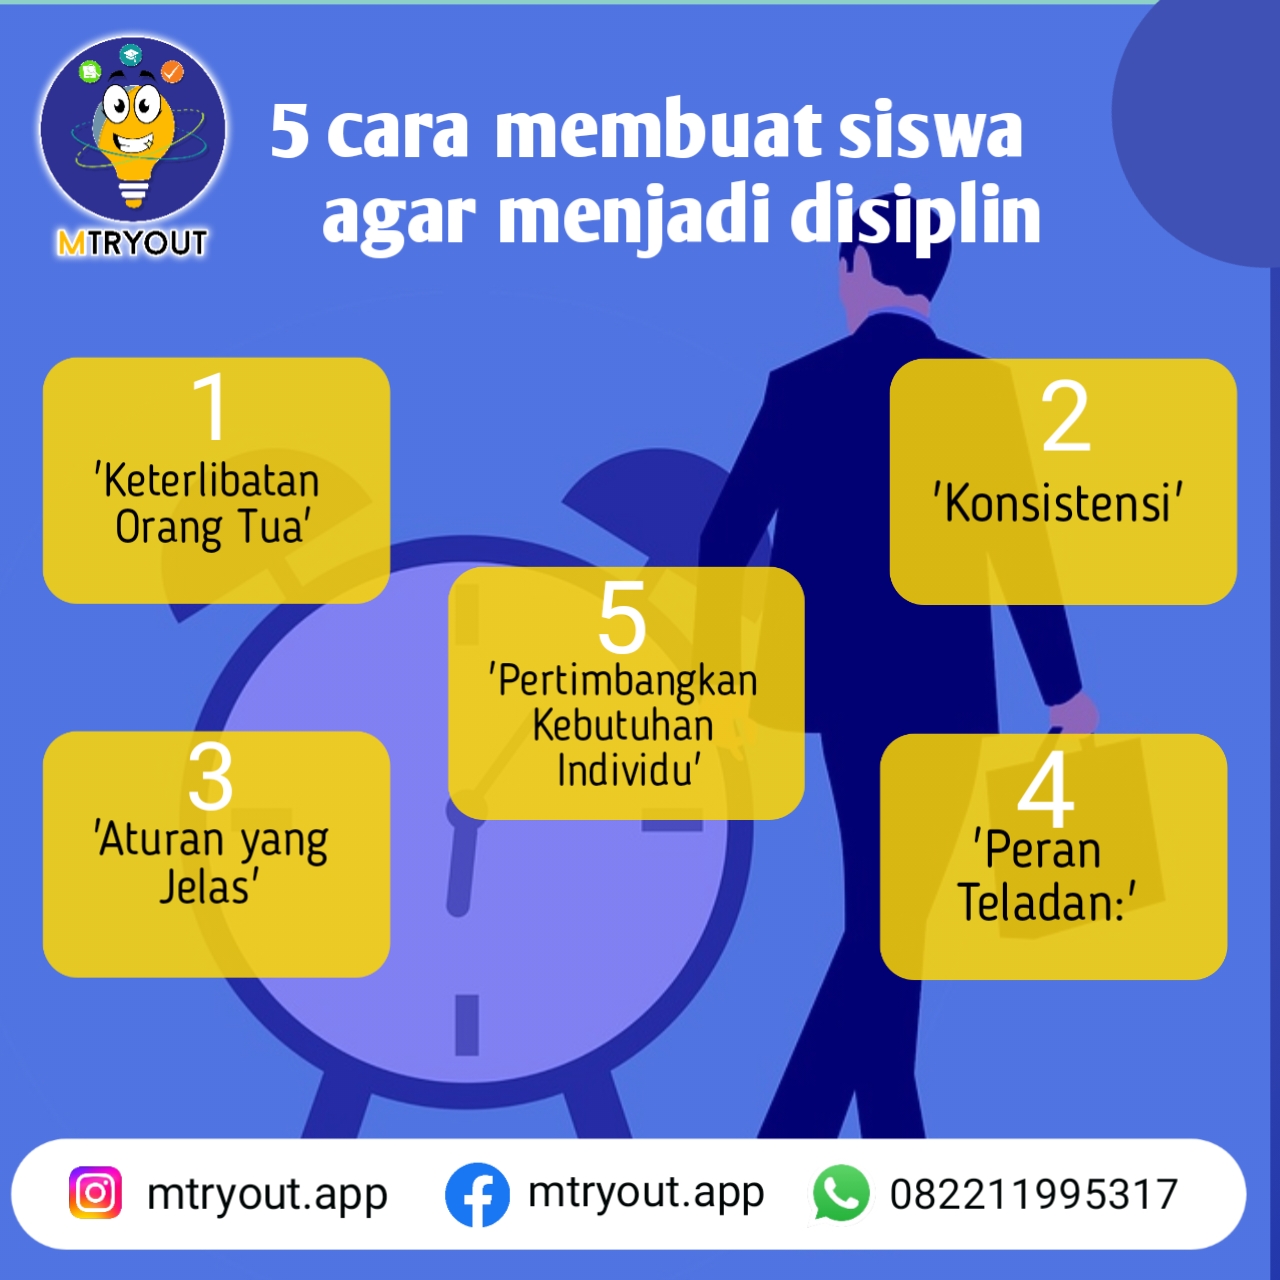 5 cara membuat siswa
agar menjadi disiplin
MTRYOUT
1
'Keterlibatan
Orang Tua'
2
'Konsistensi'
3
'Aturan yang
Jelas'
4
'Peran
Teladan:'
5
'Pertimbangkan
Kebutuhan
Individu'
mtryout.app
mtryout.app
082211995317